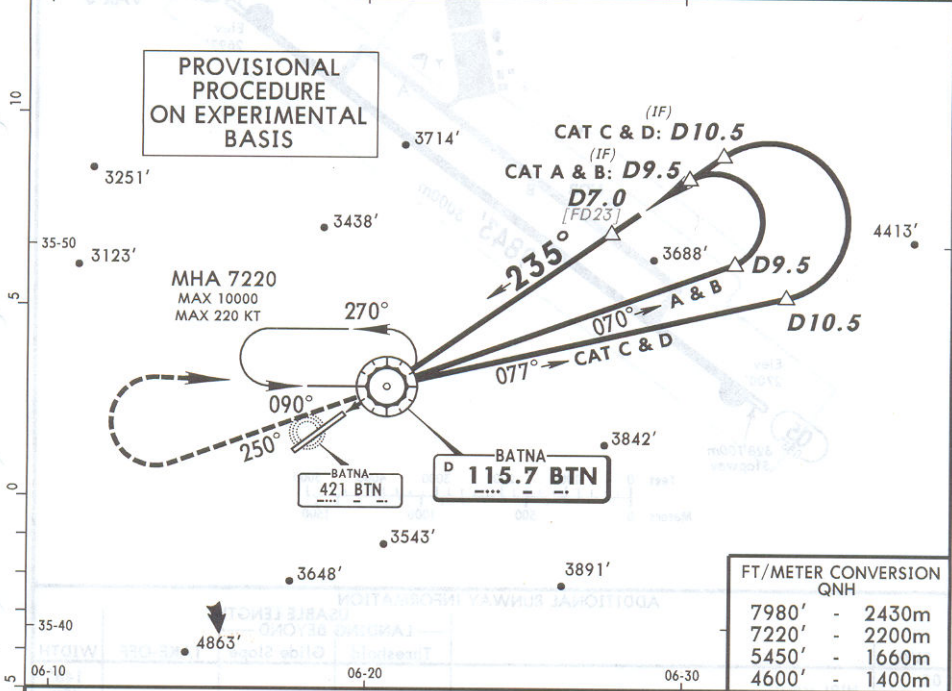 PROVISIONAL
PROCEDURE
ON EXPERIMENTAL
BASIS
10
(IF)
CAT C & D: D10.5
(IF)
CAT A & B: D9.5
D7.0
[FD23]
3714'
3251'
3438'
4413'
35-50
3123'
3688'
235°
D9.5
MHA 7220
MAX 10000
MAX 220 KT
5
270°
070° A & B
D10.5
077° CAT C & D
090°
250°
3842'
BATNA
421 BTN
BATNA
D 115.7 BTN
0
3543'
3648'
3891'
35-40
4863'
5
06-10
06-20
06-30
FT/METER CONVERSION
QNH
7980' - 2430m
7220' - 2200m
5450' - 1660m
4600' - 1400m